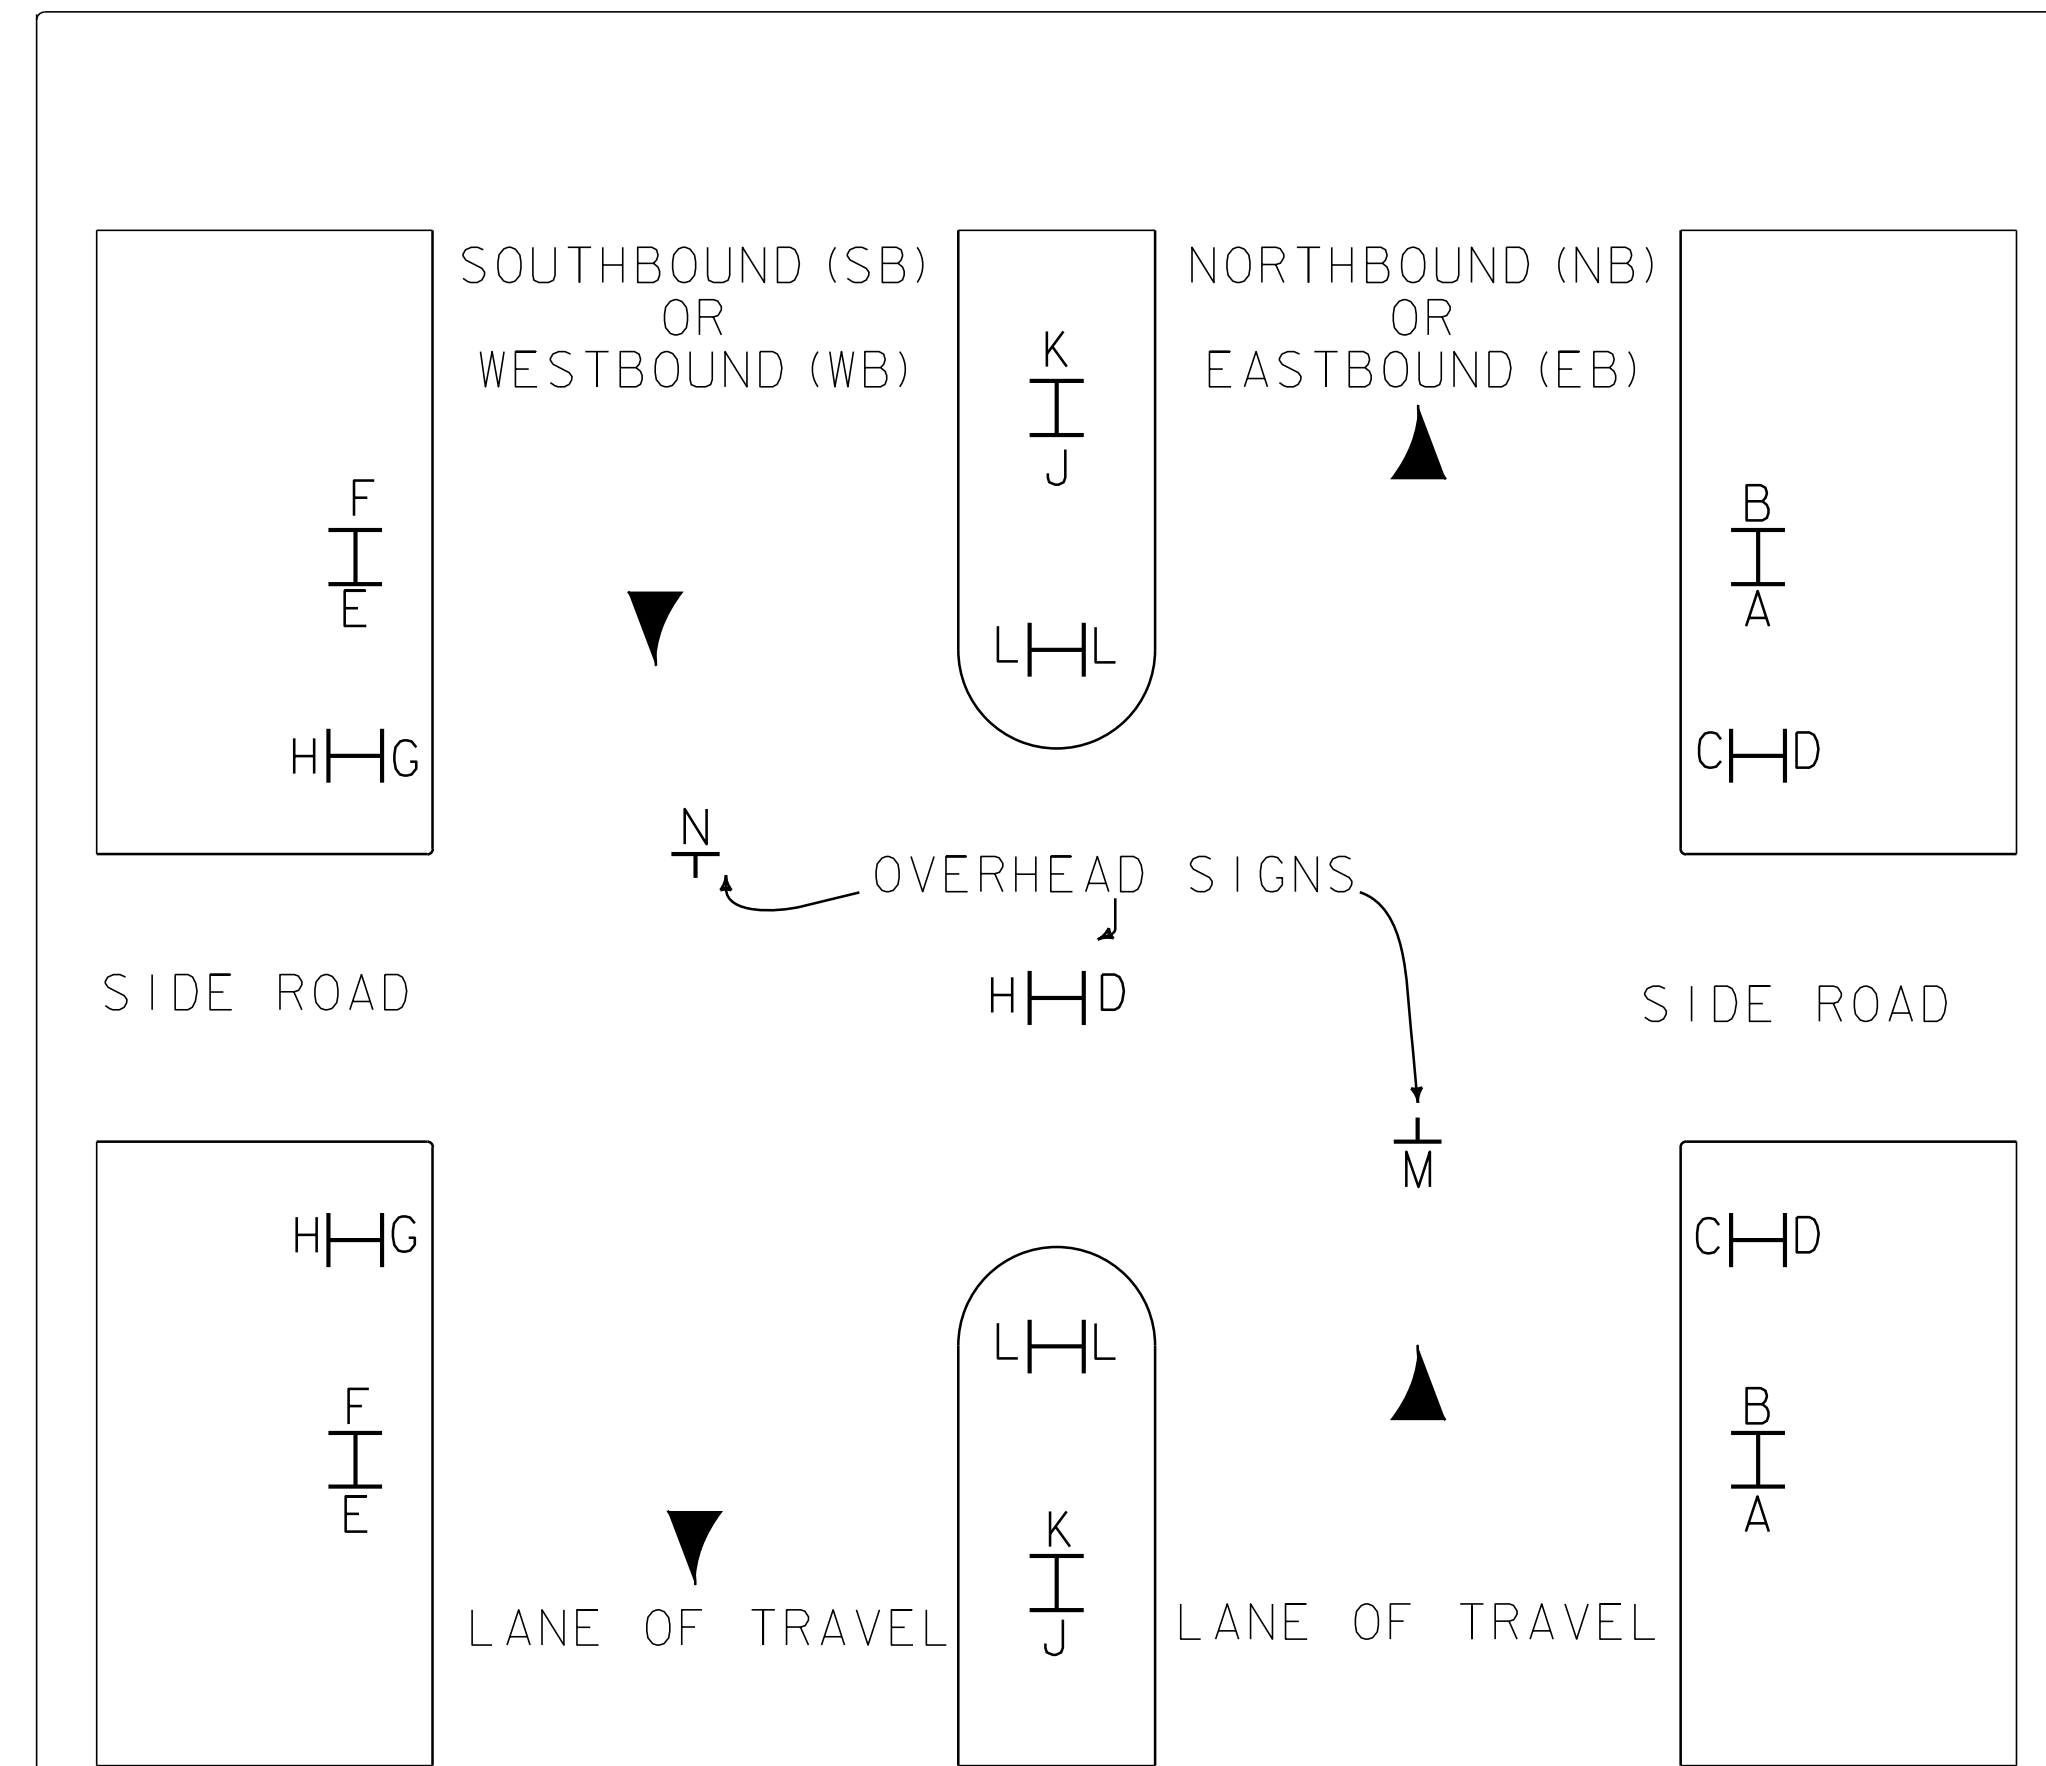 SOUTHBOUND (SB)
OR
WESTBOUND (WB)
NORTHBOUND (NB)
OR
EASTBOUND (EB)
K
J
F
E
B
A
L L
H G
C D
N
OVERHEAD SIGNS
SIDE ROAD
H D
SIDE ROAD
M
H G
C D
L L
F
E
B
A
K
J
LANE OF TRAVEL
LANE OF TRAVEL